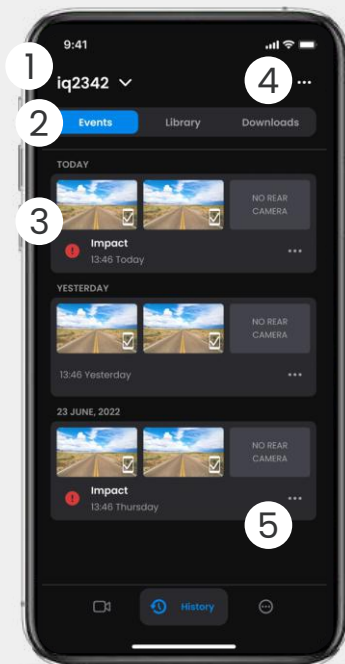 9:41
1
iq2342
4
2
Events Library Downloads
TODAY
3
NO REAR
CAMERA
Impact
13:46 Today
YESTERDAY
NO REAR
CAMERA
13:46 Yesterday
23 JUNE, 2022
NO REAR
CAMERA
Impact
13:46 Thursday
5
History